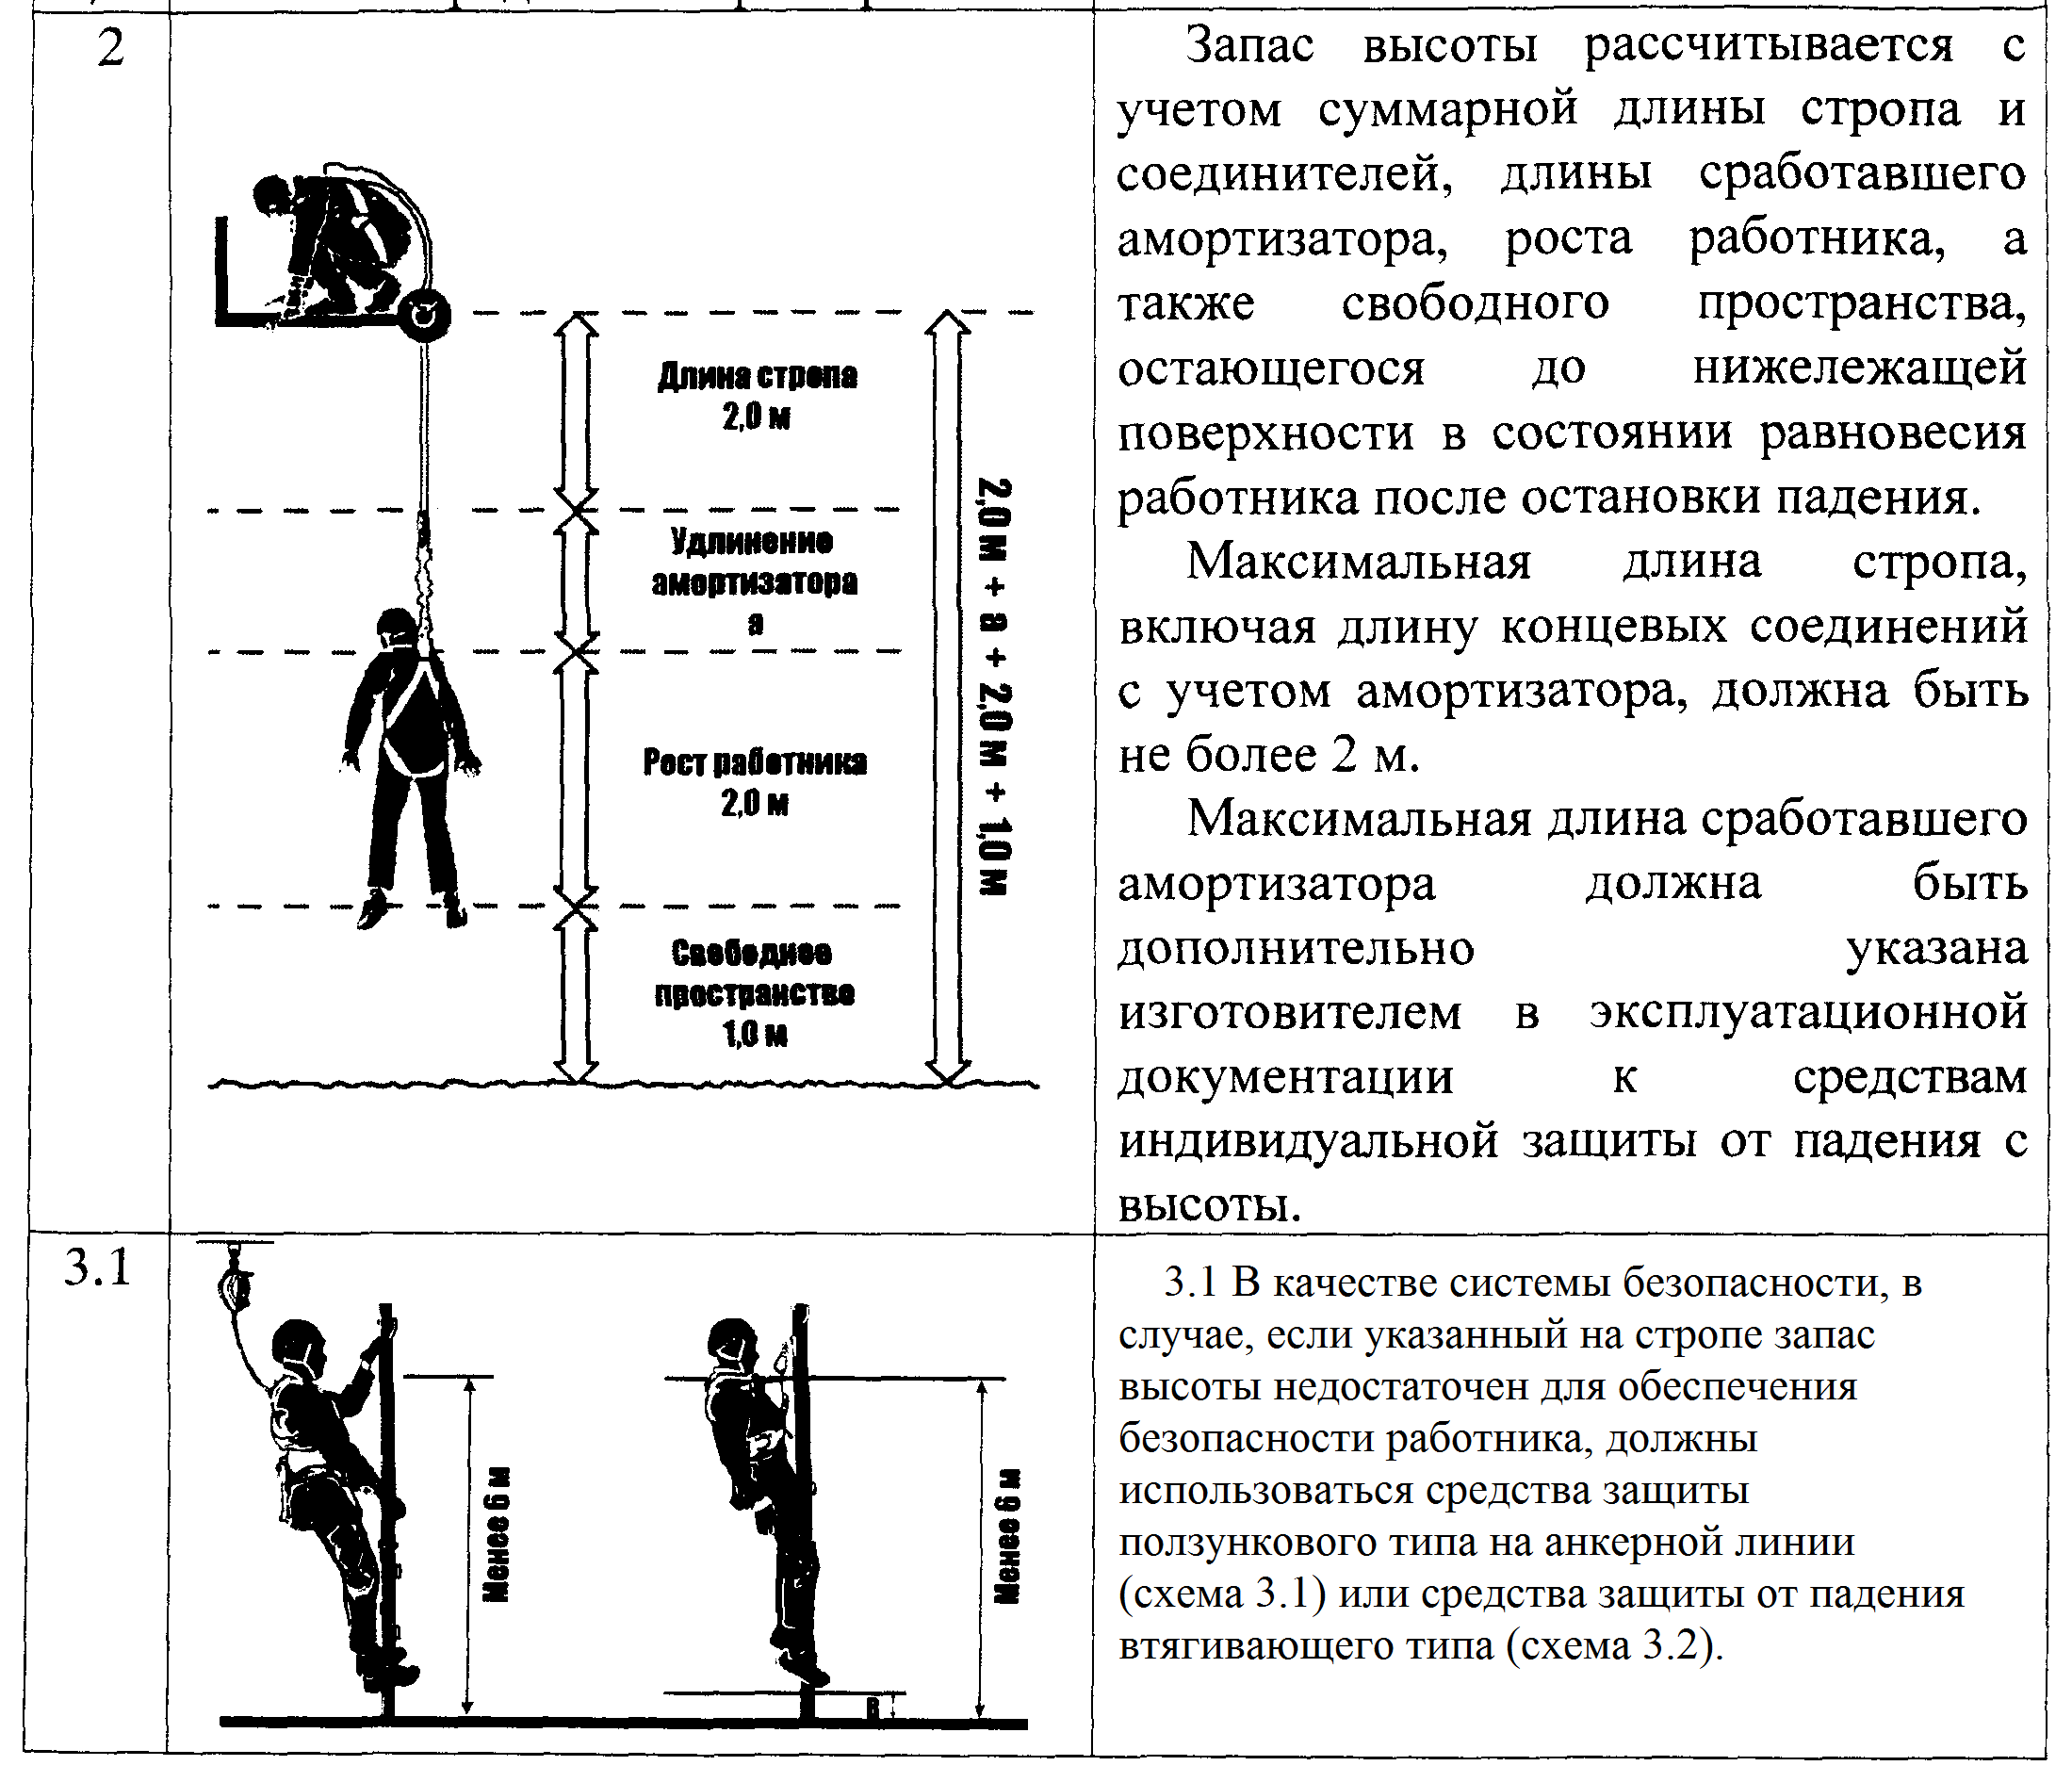 2
Длина стропа
2,0 м
Удлинение
амортизатора
а
Рост работника
2,0 м
Свободное
пространство
1,0 м
2,0 м + а + 2,0 м + 1,0 м
Запас высоты рассчитывается с
учетом суммарной длины стропа и
соединителей, длины сработавшего
амортизатора, роста работника, а
также свободного пространства,
остающегося до нижележащей
поверхности в состоянии равновесия
работника после остановки падения.
Максимальная длина стропа,
включая длину концевых соединений
с учетом амортизатора, должна быть
не более 2 м.
Максимальная длина сработавшего
амортизатора должна быть
дополнительно указана
изготовителем в эксплуатационной
документации к средствам
индивидуальной защиты от падения с
высоты.
3.1
Менее 6 м
Менее 6 м
В
3.1 В качестве системы безопасности, в
случае, если указанный на стропе запас
высоты недостаточен для обеспечения
безопасности работника, должны
использоваться средства защиты
ползункового типа на анкерной линии
(схема 3.1) или средства защиты от падения
втягивающего типа (схема 3.2).